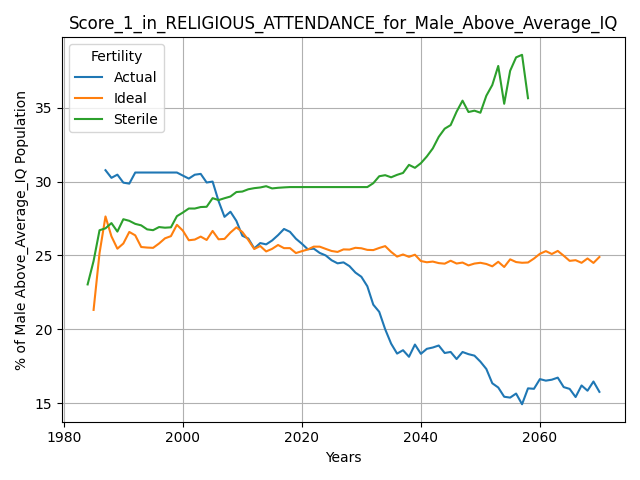 Score_1_in_RELIGIOUS_ATTENDANCE_for_Male_Above_Average_IQ
Fertility
Actual
Ideal
Sterile
% of Male Above_Average_IQ Population
35
30
25
20
15
1980
2000
2020
2040
2060
Years